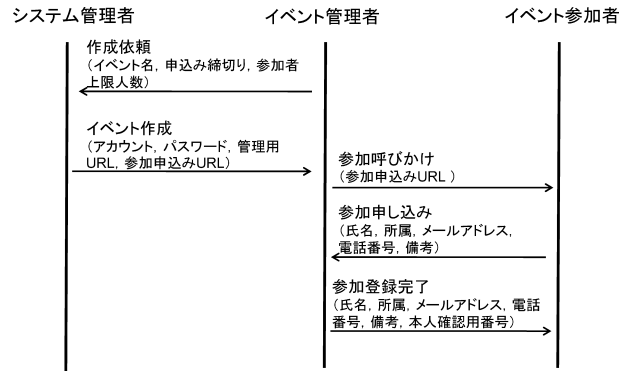 システム管理者
イベント管理者
イベント参加者
作成依頼
（イベント名, 申込み締切り, 参加者
上限人数）
イベント作成
（アカウント, パスワード, 管理用
URL, 参加申込みURL）
参加呼びかけ
（参加申込みURL ）
参加申し込み
（氏名, 所属, メールアドレス,
電話番号, 備考）
参加登録完了
（氏名, 所属, メールアドレス, 電話
番号, 備考, 本人確認用番号）